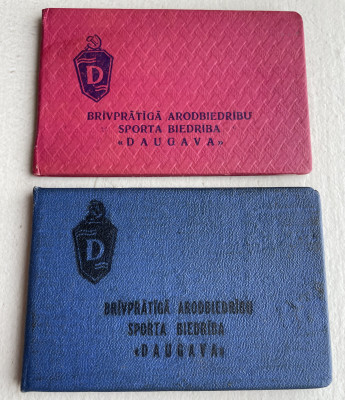 D
BRĪVPRĀTĪGĀ ARODBIEDRĪBU
SPORTA BIEDRĪBA
«DAUGAVA»
D
BRĪVPRĀTĪGĀ ARODBIEDRĪBU
SPORTA BIEDRĪBA
«DAUGAVA»